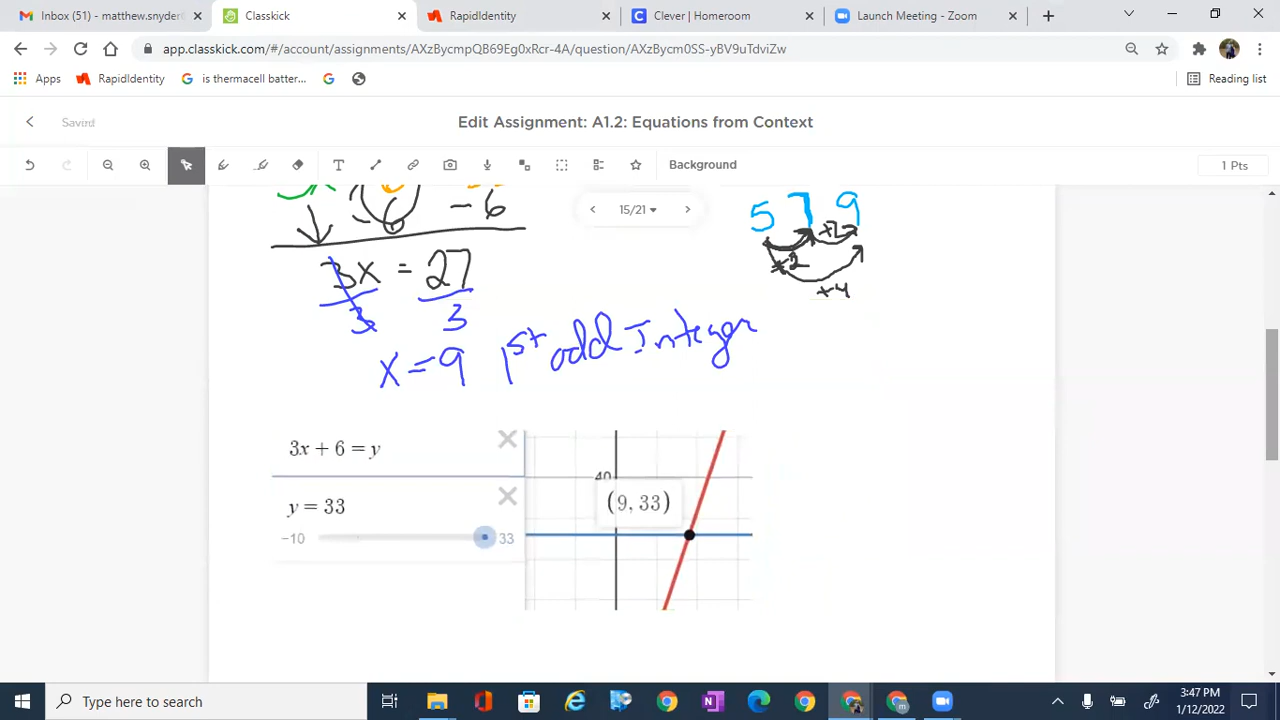 Inbox (51) - matthew.snyder6
Classkick
RapidIdentity
Clever | Homeroom
Launch Meeting - Zoom
app.classkick.com/#/account/assignments/AXzBycmpQB69Eg0xRcr-4A/question/AXzBycm0SS-yBV9uTdviZw
Apps
RapidIdentity
is thermacell batter...
Reading list
Saved
Edit Assignment: A1.2: Equations from Context
Background
1 Pts
15/21
- 6 - 6
5 7 9
+2
+2
+4
3x = 27
3 3
x = 9 1st odd Integer
3x + 6 = y
y = 33
-10 33
40
(9, 33)
Type here to search
3:47 PM
1/12/2022